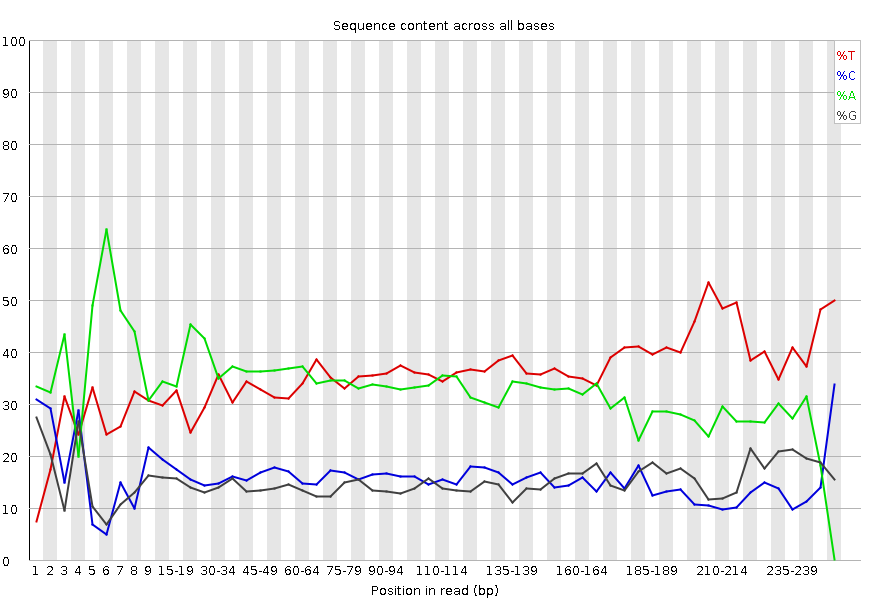 Sequence content across all bases
100
90
80
70
60
50
40
30
20
10
0
%T
%C
%A
%G
1 2 3 4 5 6 7 8 9 15-19 30-34 45-49 60-64 75-79 90-94 110-114 135-139 160-164 185-189 210-214 235-239
Position in read (bp)